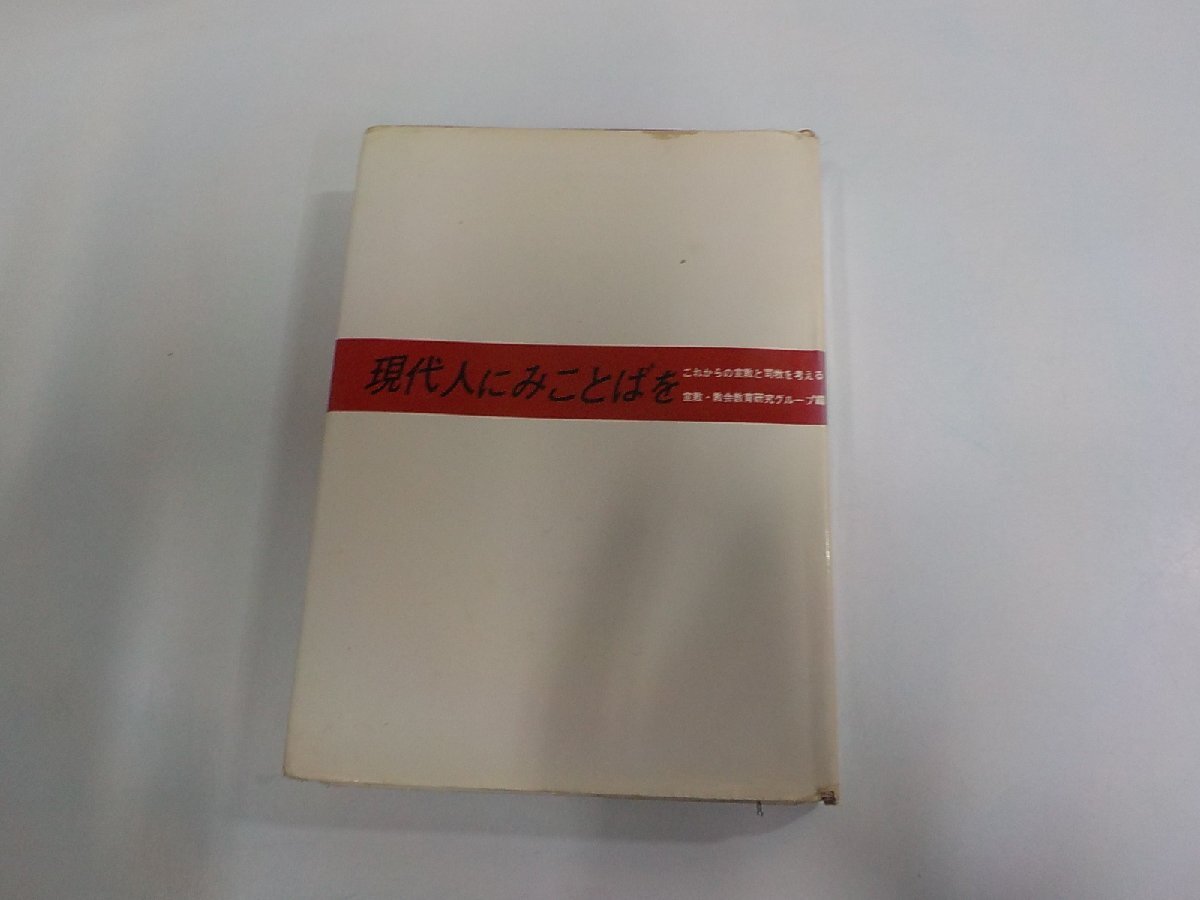 現代人にみことばを
これからの宣教と司牧を考える
宣教・教会教育研究グループ編